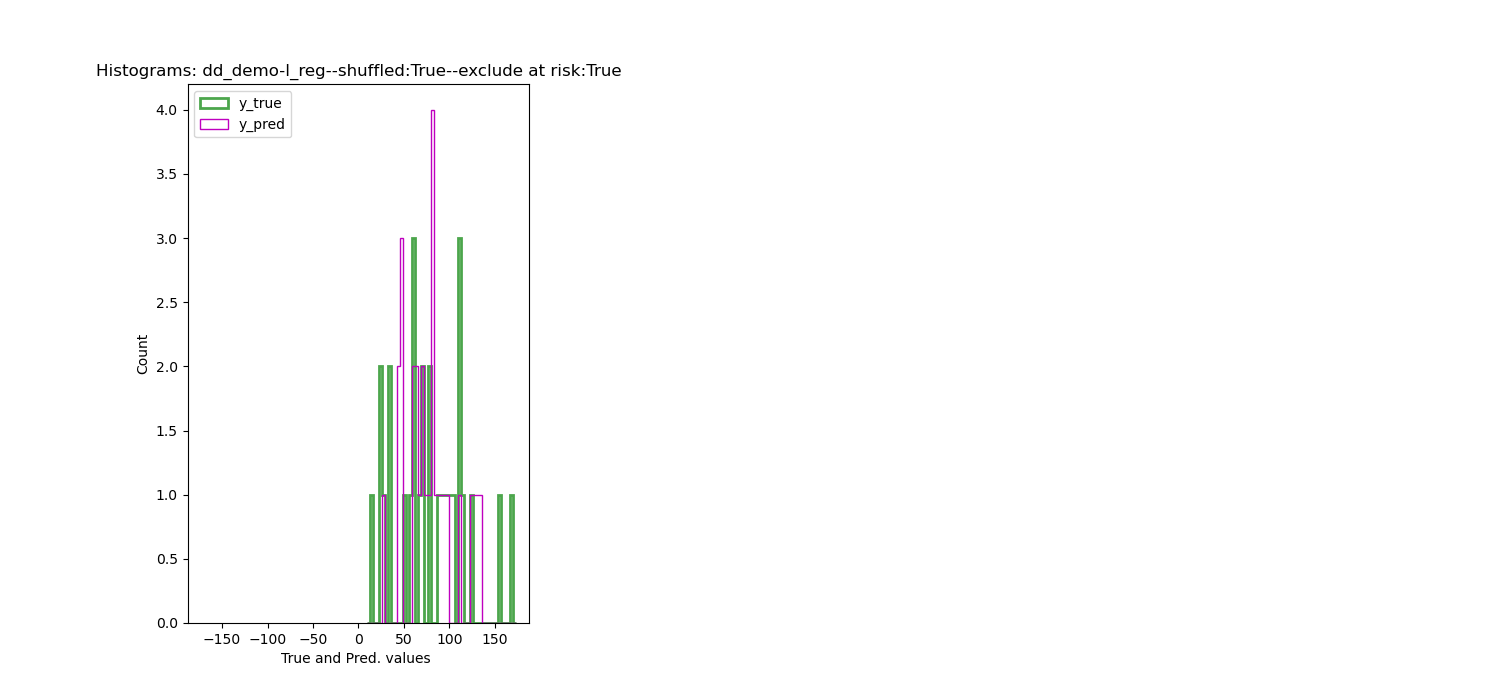 Histograms: dd_demo-l_reg--shuffled:True--exclude at risk:True
y_true
y_pred
4.0
3.5
3.0
2.5
2.0
1.5
1.0
0.5
0.0
Count
−150 −100 −50 0 50 100 150
True and Pred. values